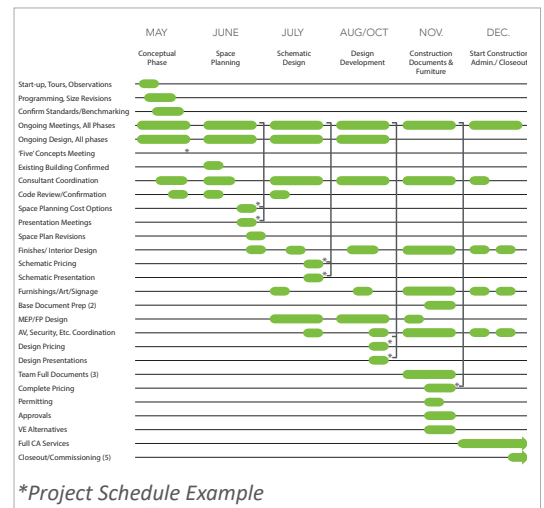 MAY JUNE JULY AUG/OCT NOV. DEC.
Conceptual Space Schematic Design Construction Start Construction
Phase Planning Design Development Documents & Admin./ Closeout
Furniture
Start-up, Tours, Observations
Programming, Size Revisions
Confirm Standards/Benchmarking
Ongoing Meetings, All Phases
Ongoing Design, All phases
'Five' Concepts Meeting *
Existing Building Confirmed
Consultant Coordination
Code Review/Confirmation
Space Planning Cost Options *
Presentation Meetings *
Space Plan Revisions
Finishes/ Interior Design
Schematic Pricing *
Schematic Presentation *
Furnishings/Art/Signage
Base Document Prep (2)
MEP/FP Design
AV, Security, Etc. Coordination
Design Pricing *
Design Presentations *
Team Full Documents (3)
Complete Pricing *
Permitting
Approvals
VE Alternatives
Full CA Services
Closeout/Commissioning (5)
*Project Schedule Example